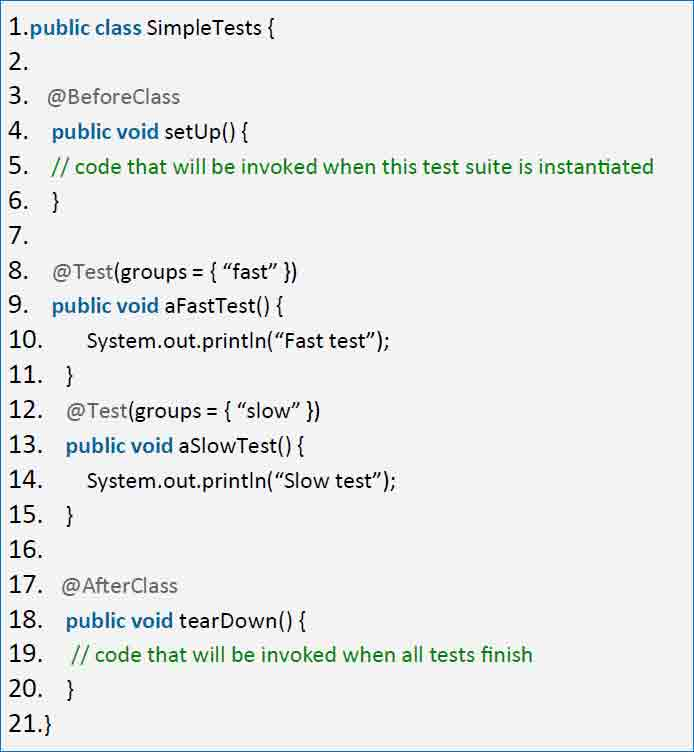 1.public class SimpleTests {
2.
3. @BeforeClass
4. public void setUp() {
5. // code that will be invoked when this test suite is instantiated
6. }
7.
8. @Test(groups = { “fast” })
9. public void aFastTest() {
10. System.out.println(“Fast test”);
11. }
12. @Test(groups = { “slow” })
13. public void aSlowTest() {
14. System.out.println(“Slow test”);
15. }
16.
17. @AfterClass
18. public void tearDown() {
19. // code that will be invoked when all tests finish
20. }
21.}